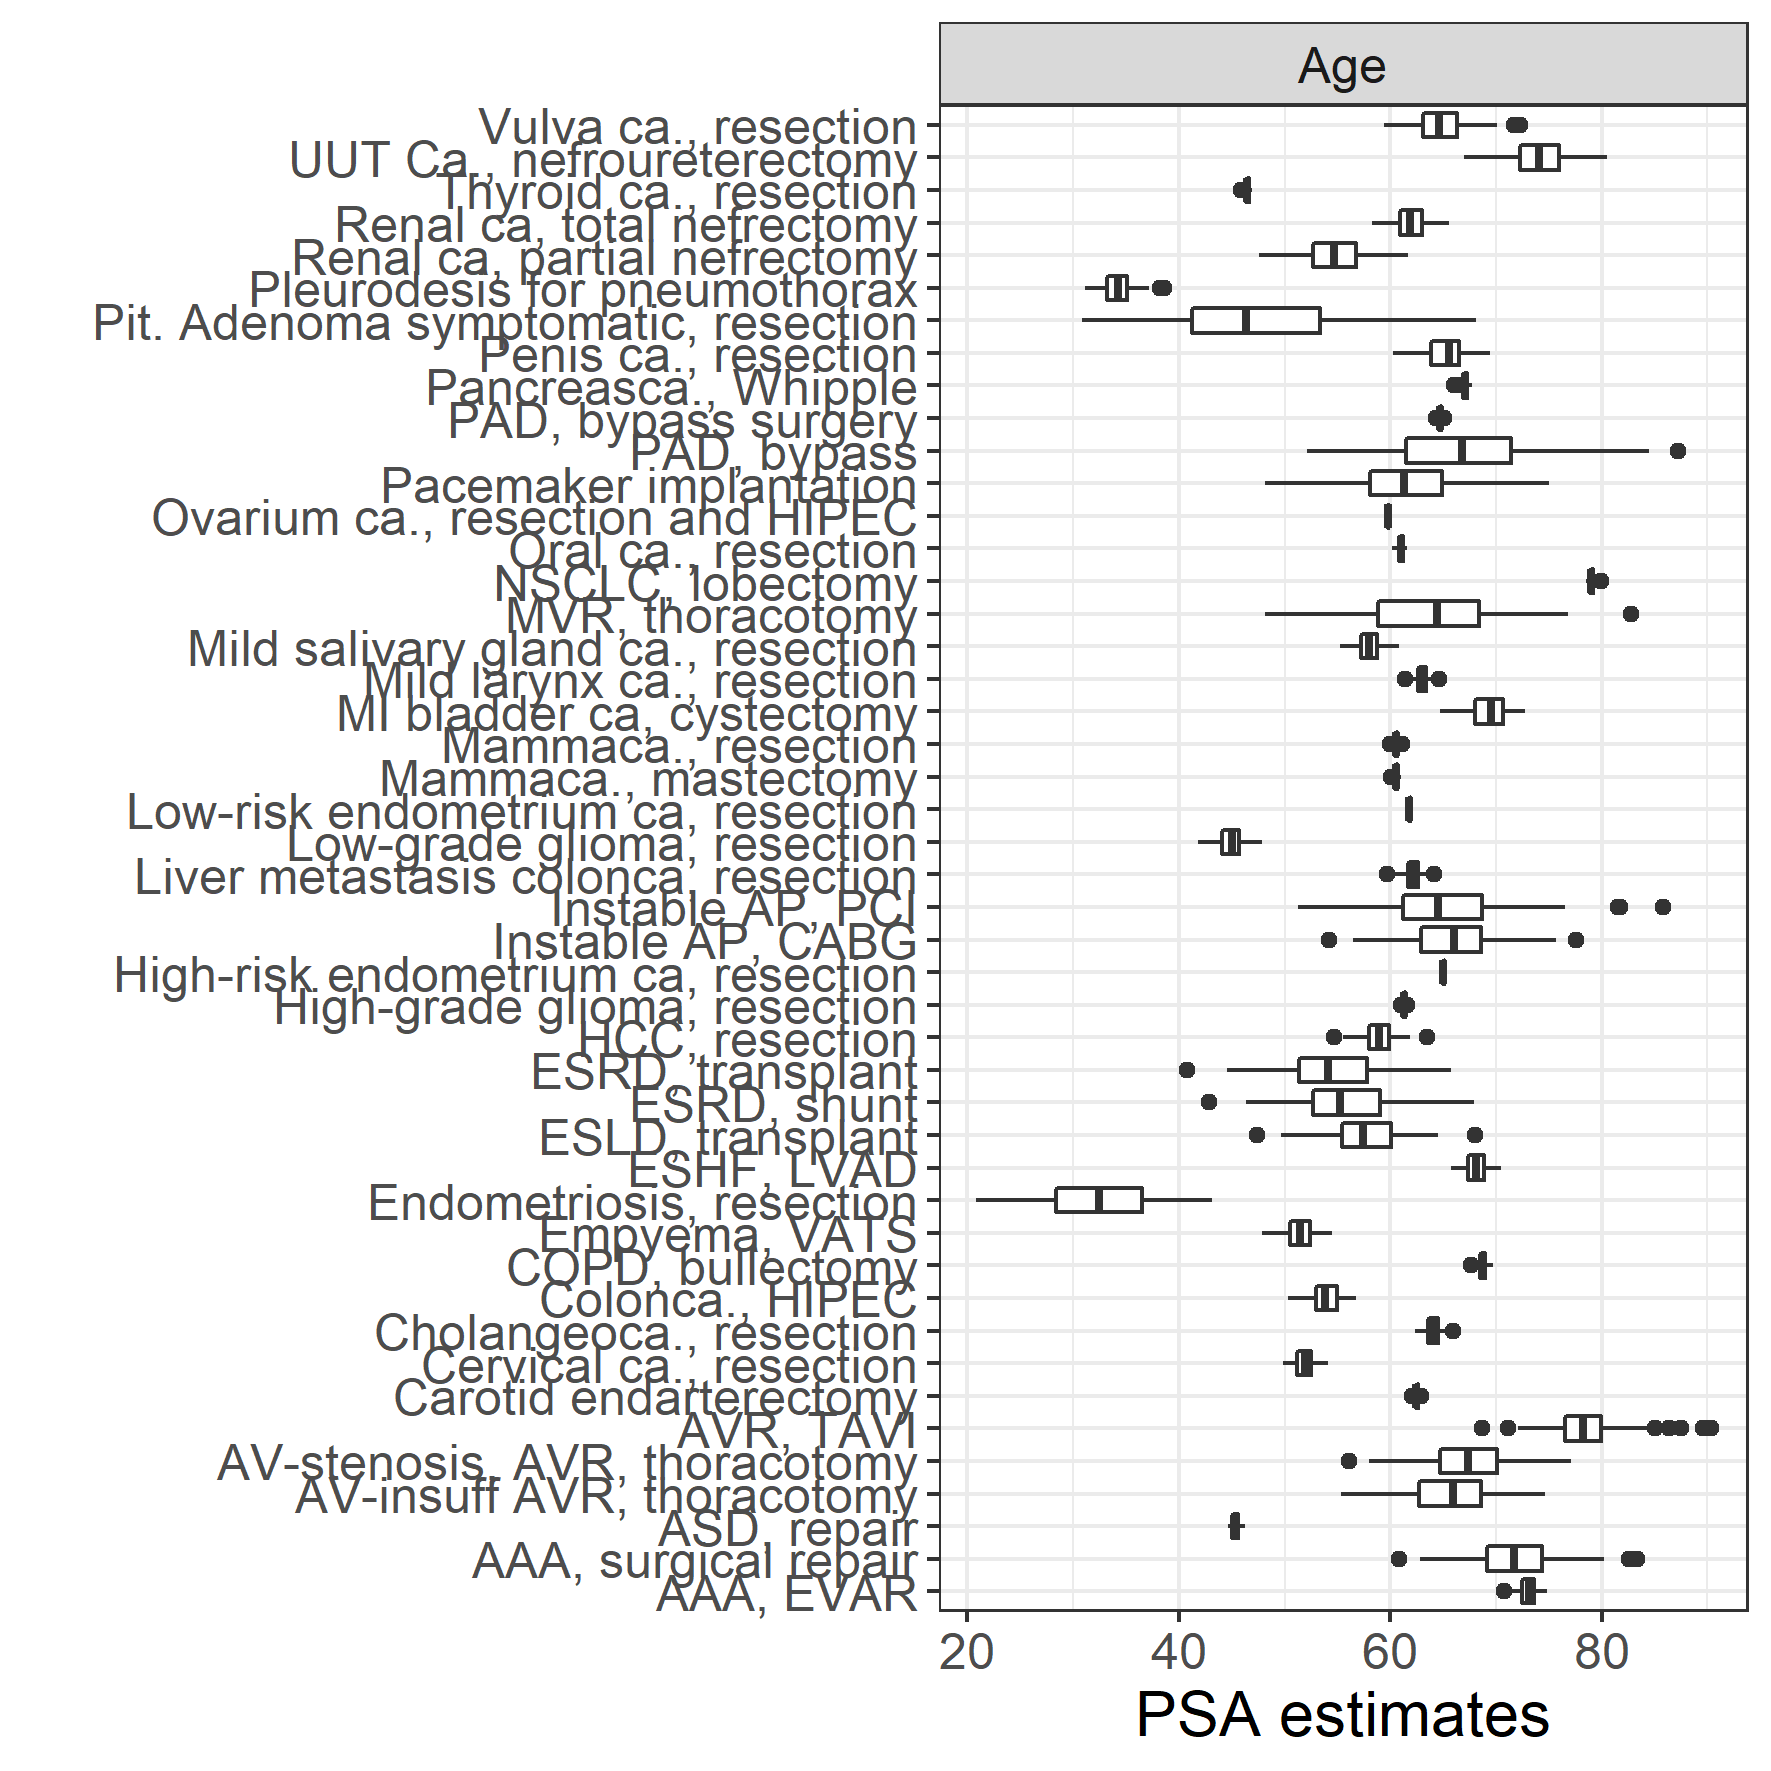 Age
Vulva ca., resection
UUT Ca., nefroureterectomy
Thyroid ca., resection
Renal ca, total nefrectomy
Renal ca, partial nefrectomy
Pleurodesis for pneumothorax
Pit. Adenoma symptomatic, resection
Penis ca., resection
Pancreasca., Whipple
PAD, bypass surgery
PAD, bypass
Pacemaker implantation
Ovarium ca., resection and HIPEC
Oral ca., resection
NSCLC, lobectomy
MVR, thoracotomy
Mild salivary gland ca., resection
Mild larynx ca., resection
MI bladder ca, cystectomy
Mammaca., resection
Mammaca., mastectomy
Low-risk endometrium ca, resection
Low-grade glioma, resection
Liver metastasis colonca, resection
Instable AP, PCI
Instable AP, CABG
High-risk endometrium ca, resection
High-grade glioma, resection
HCC, resection
ESRD, transplant
ESRD, shunt
ESLD, transplant
ESHF, LVAD
Endometriosis, resection
Empyema, VATS
COPD, bullectomy
Colonca., HIPEC
Cholangeoca., resection
Cervical ca., resection
Carotid endarterectomy
AVR, TAVI
AV-stenosis, AVR, thoracotomy
AV-insuff AVR, thoracotomy
ASD, repair
AAA, surgical repair
AAA, EVAR
20 40 60 80
PSA estimates